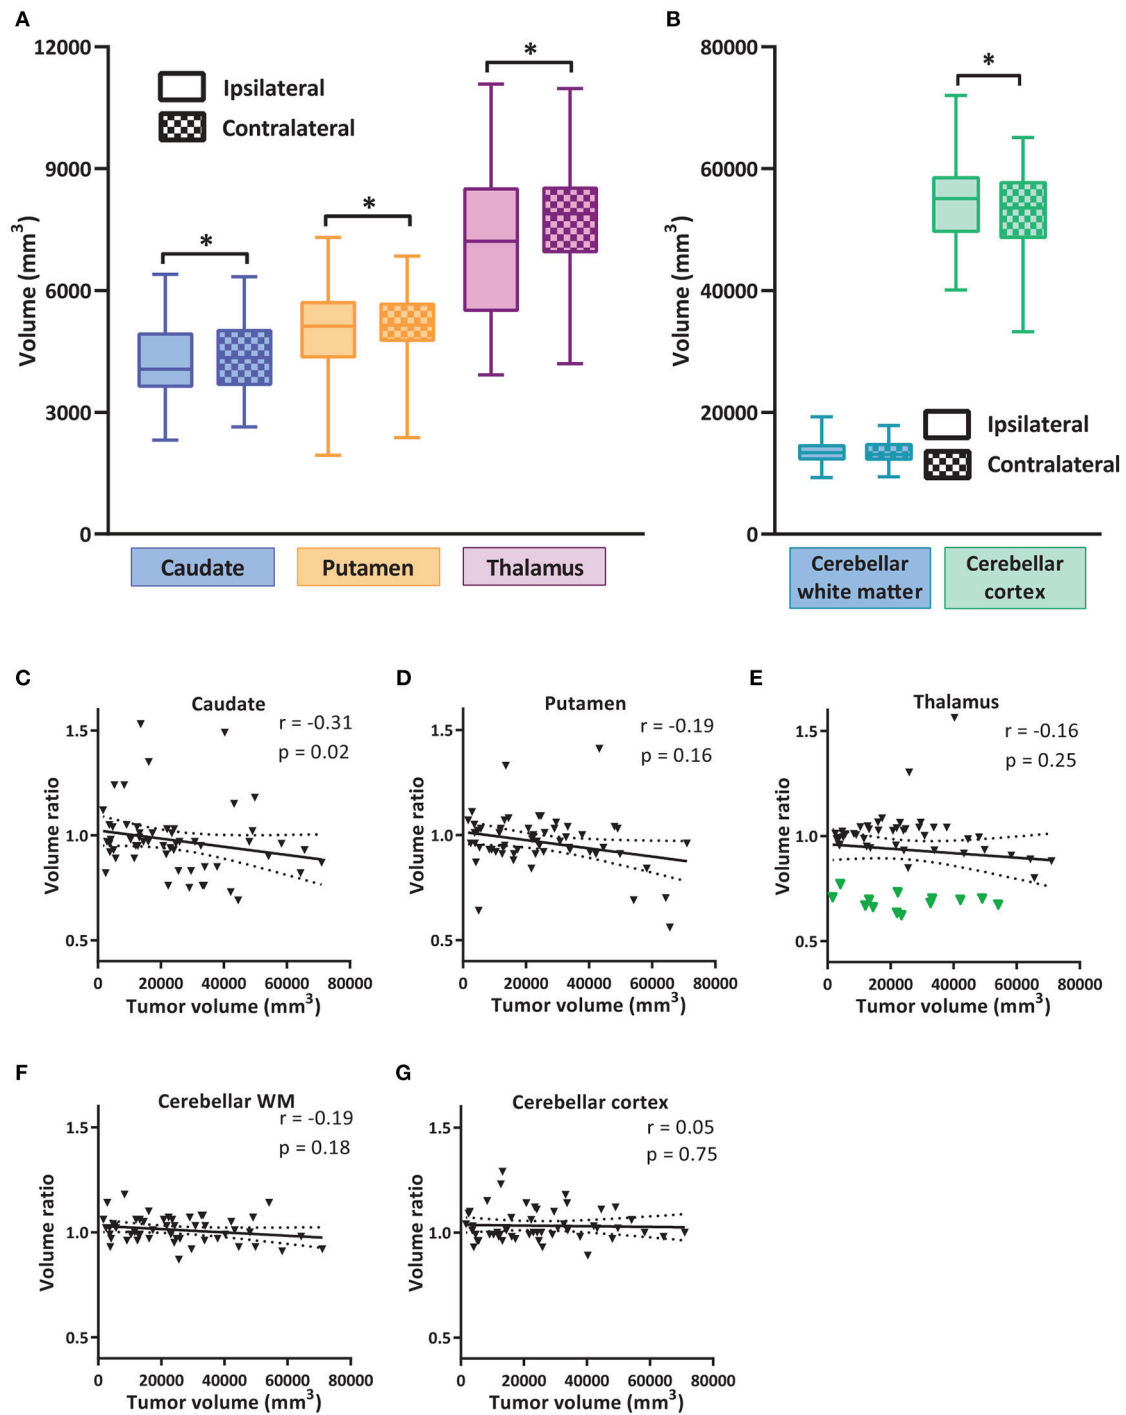 A
12000
9000
6000
3000
0
Volume (mm3)
Ipsilateral
Contralateral
*
*
*
Caudate
Putamen
Thalamus
B
80000
60000
40000
20000
0
Volume (mm3)
*
Ipsilateral
Contralateral
Cerebellar
white matter
Cerebellar
cortex
C
Caudate
r = -0.31
p = 0.02
1.5
1.0
0.5
Volume ratio
0 20000 40000 60000 80000
Tumor volume (mm3)
D
Putamen
r = -0.19
p = 0.16
1.5
1.0
0.5
Volume ratio
0 20000 40000 60000 80000
Tumor volume (mm3)
E
Thalamus
r = -0.16
p = 0.25
1.5
1.0
0.5
Volume ratio
0 20000 40000 60000 80000
Tumor volume (mm3)
F
Cerebellar WM
r = -0.19
p = 0.18
1.5
1.0
0.5
Volume ratio
0 20000 40000 60000 80000
Tumor volume (mm3)
G
Cerebellar cortex
r = 0.05
p = 0.75
1.5
1.0
0.5
Volume ratio
0 20000 40000 60000 80000
Tumor volume (mm3)